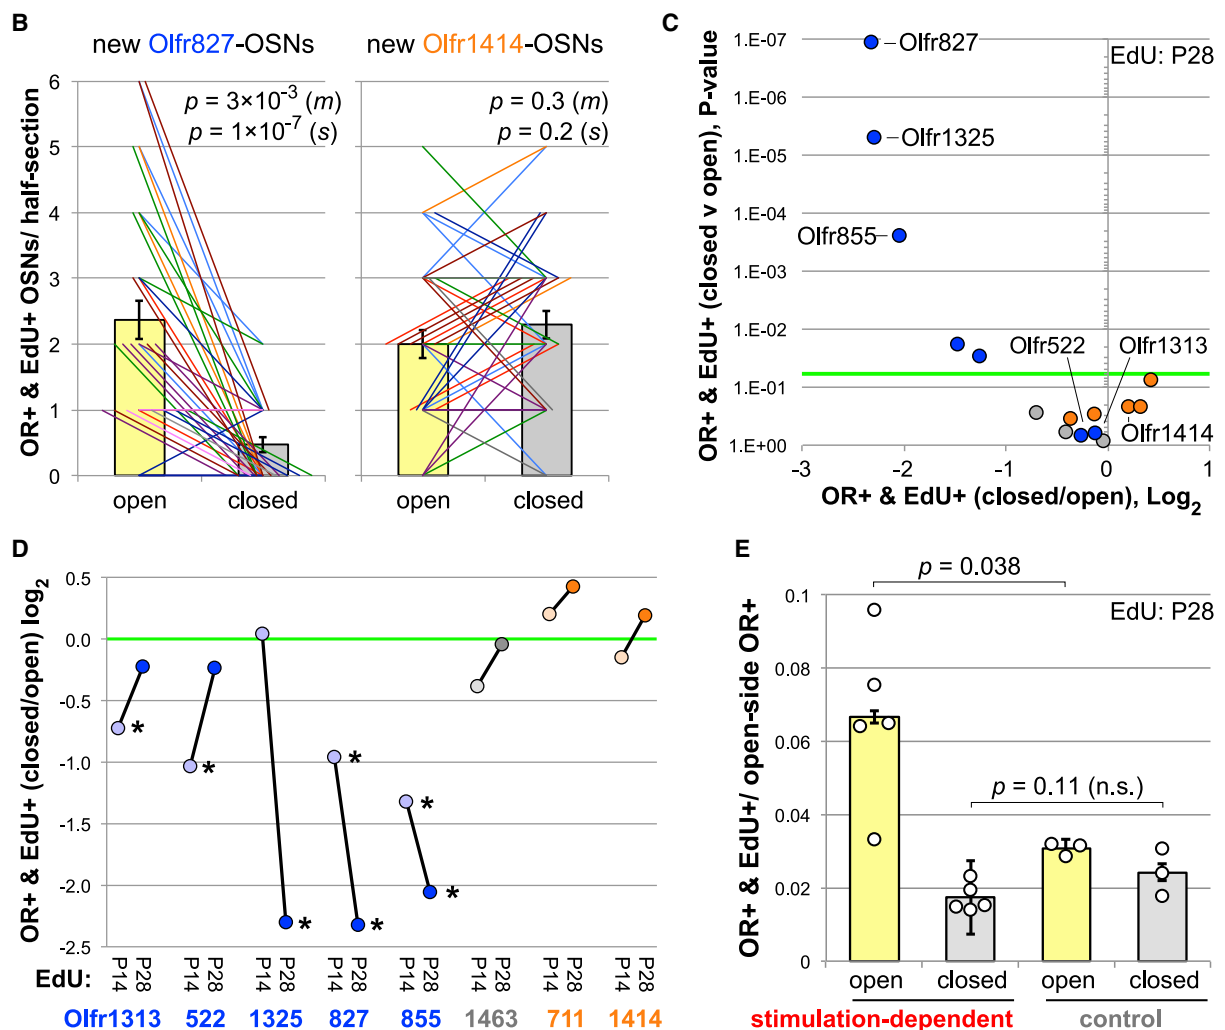 B
new Olfr827-OSNs
new Olfr1414-OSNs
OR+ & EdU+ OSNs/ half-section
6
5
4
3
2
1
0
p = 3×10⁻³ (m)
p = 1×10⁻⁷ (s)
p = 0.3 (m)
p = 0.2 (s)
open
closed
open
closed
C
OR+ & EdU+ (closed v open), P-value
1.E-07
1.E-06
1.E-05
1.E-04
1.E-03
1.E-02
1.E-01
1.E+00
EdU: P28
Olfr827
Olfr1325
Olfr855
Olfr522
Olfr1313
Olfr1414
-3
-2
-1
0
1
OR+ & EdU+ (closed/open), Log₂
D
OR+ & EdU+ (closed/open) log₂
0.5
0.0
-0.5
-1.0
-1.5
-2.0
-2.5
*
*
*
*
*
*
*
EdU:
P14 P28 P14 P28 P14 P28 P14 P28 P14 P28 P14 P28 P14 P28 P14 P28
Olfr1313 522 1325 827 855 1463 711 1414
E
OR+ & EdU+/ open-side OR+
0.1
0.08
0.06
0.04
0.02
0
p = 0.038
EdU: P28
p = 0.11 (n.s.)
open
closed
open
closed
stimulation-dependent
control